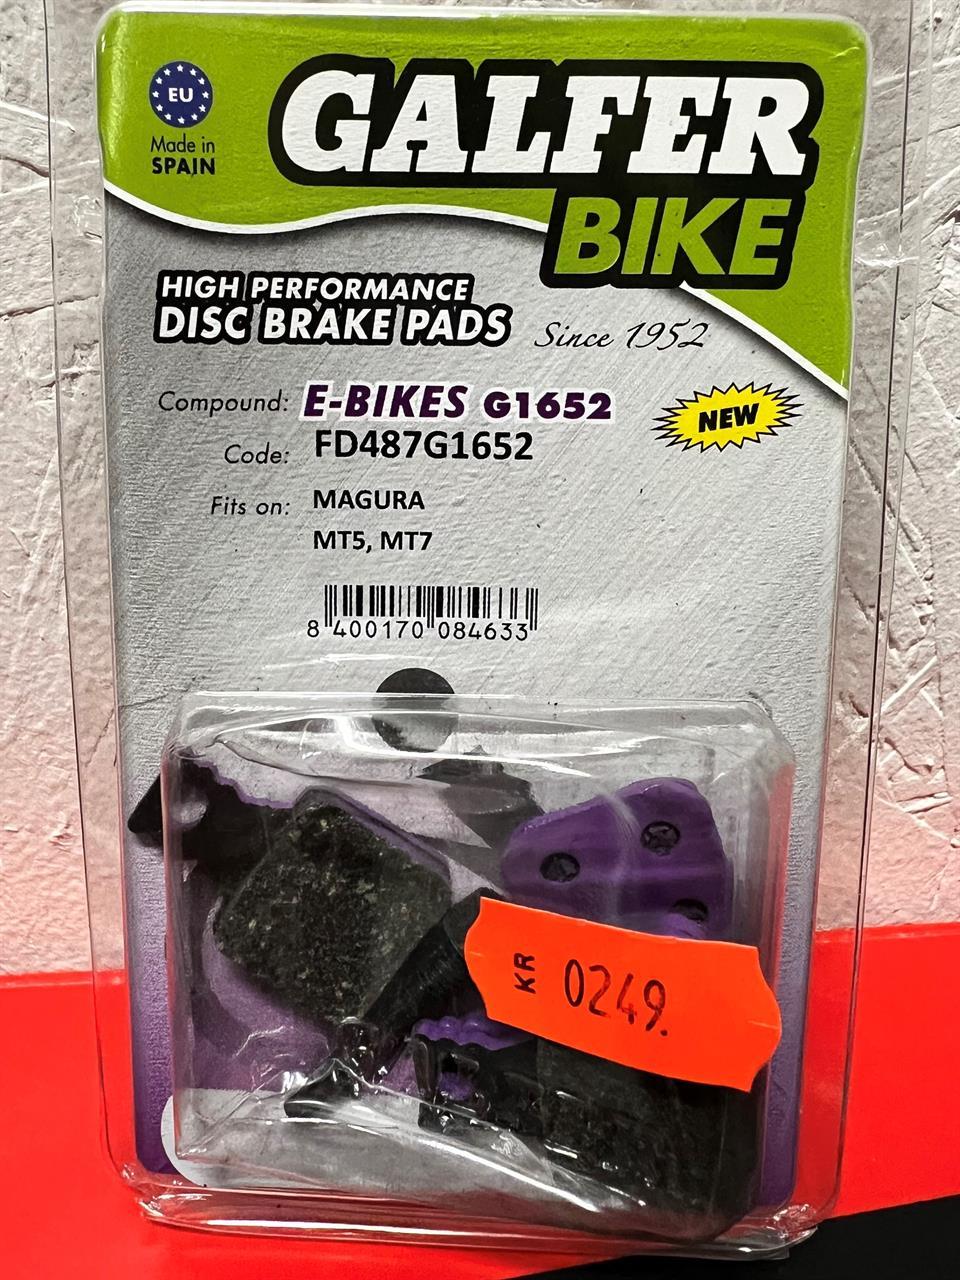 EU
Made in
SPAIN
GALFER
BIKE
HIGH PERFORMANCE
DISC BRAKE PADS
Since 1952
Compound: E-BIKES G1652
NEW
Code: FD487G1652
Fits on: MAGURA
MT5, MT7
8 400170 084633
KR 0249.